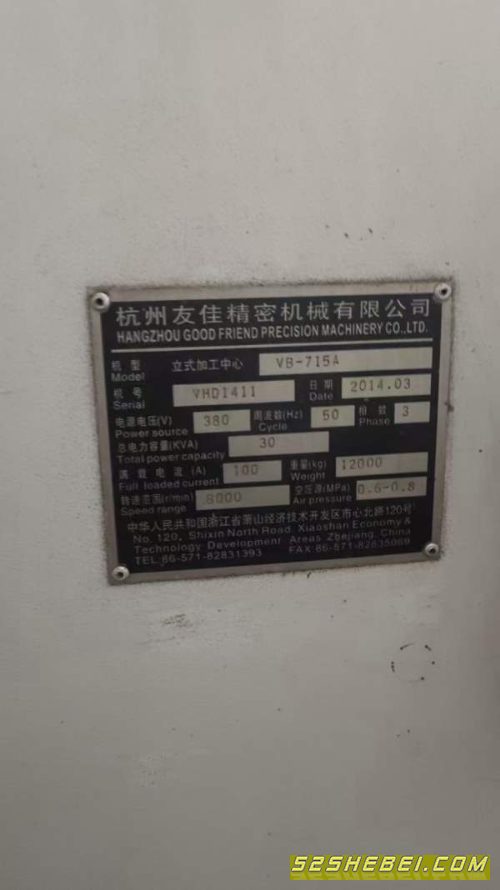 杭州友佳精密机械有限公司
HANGZHOU GOOD FRIEND PRECISION MACHINERY CO.,LTD.
机型 立式加工中心 VB-715A
Model
机号 VHD1411 日期 2014.03
Serial Date
电源电压(V) 380 周波数(Hz) 50 相数 3
Power source Cycle Phase
总电力容量(KVA) 30
Total power capacity
满载电流(A) 100 重量(kg) 12000
Full loaded current Weight
转速范围(r/min) 8000 空压源(MPa) 0.6-0.8
Speed range Air pressure
中华人民共和国浙江省萧山经济技术开发区市心北路120号
No. 120, Shixin North Road. Xiaoshan Economy &
Technology Development Areas Zhejiang, China
TEL:86-571-82831393 FAX:86-571-82835069
52SHEBEI.COM